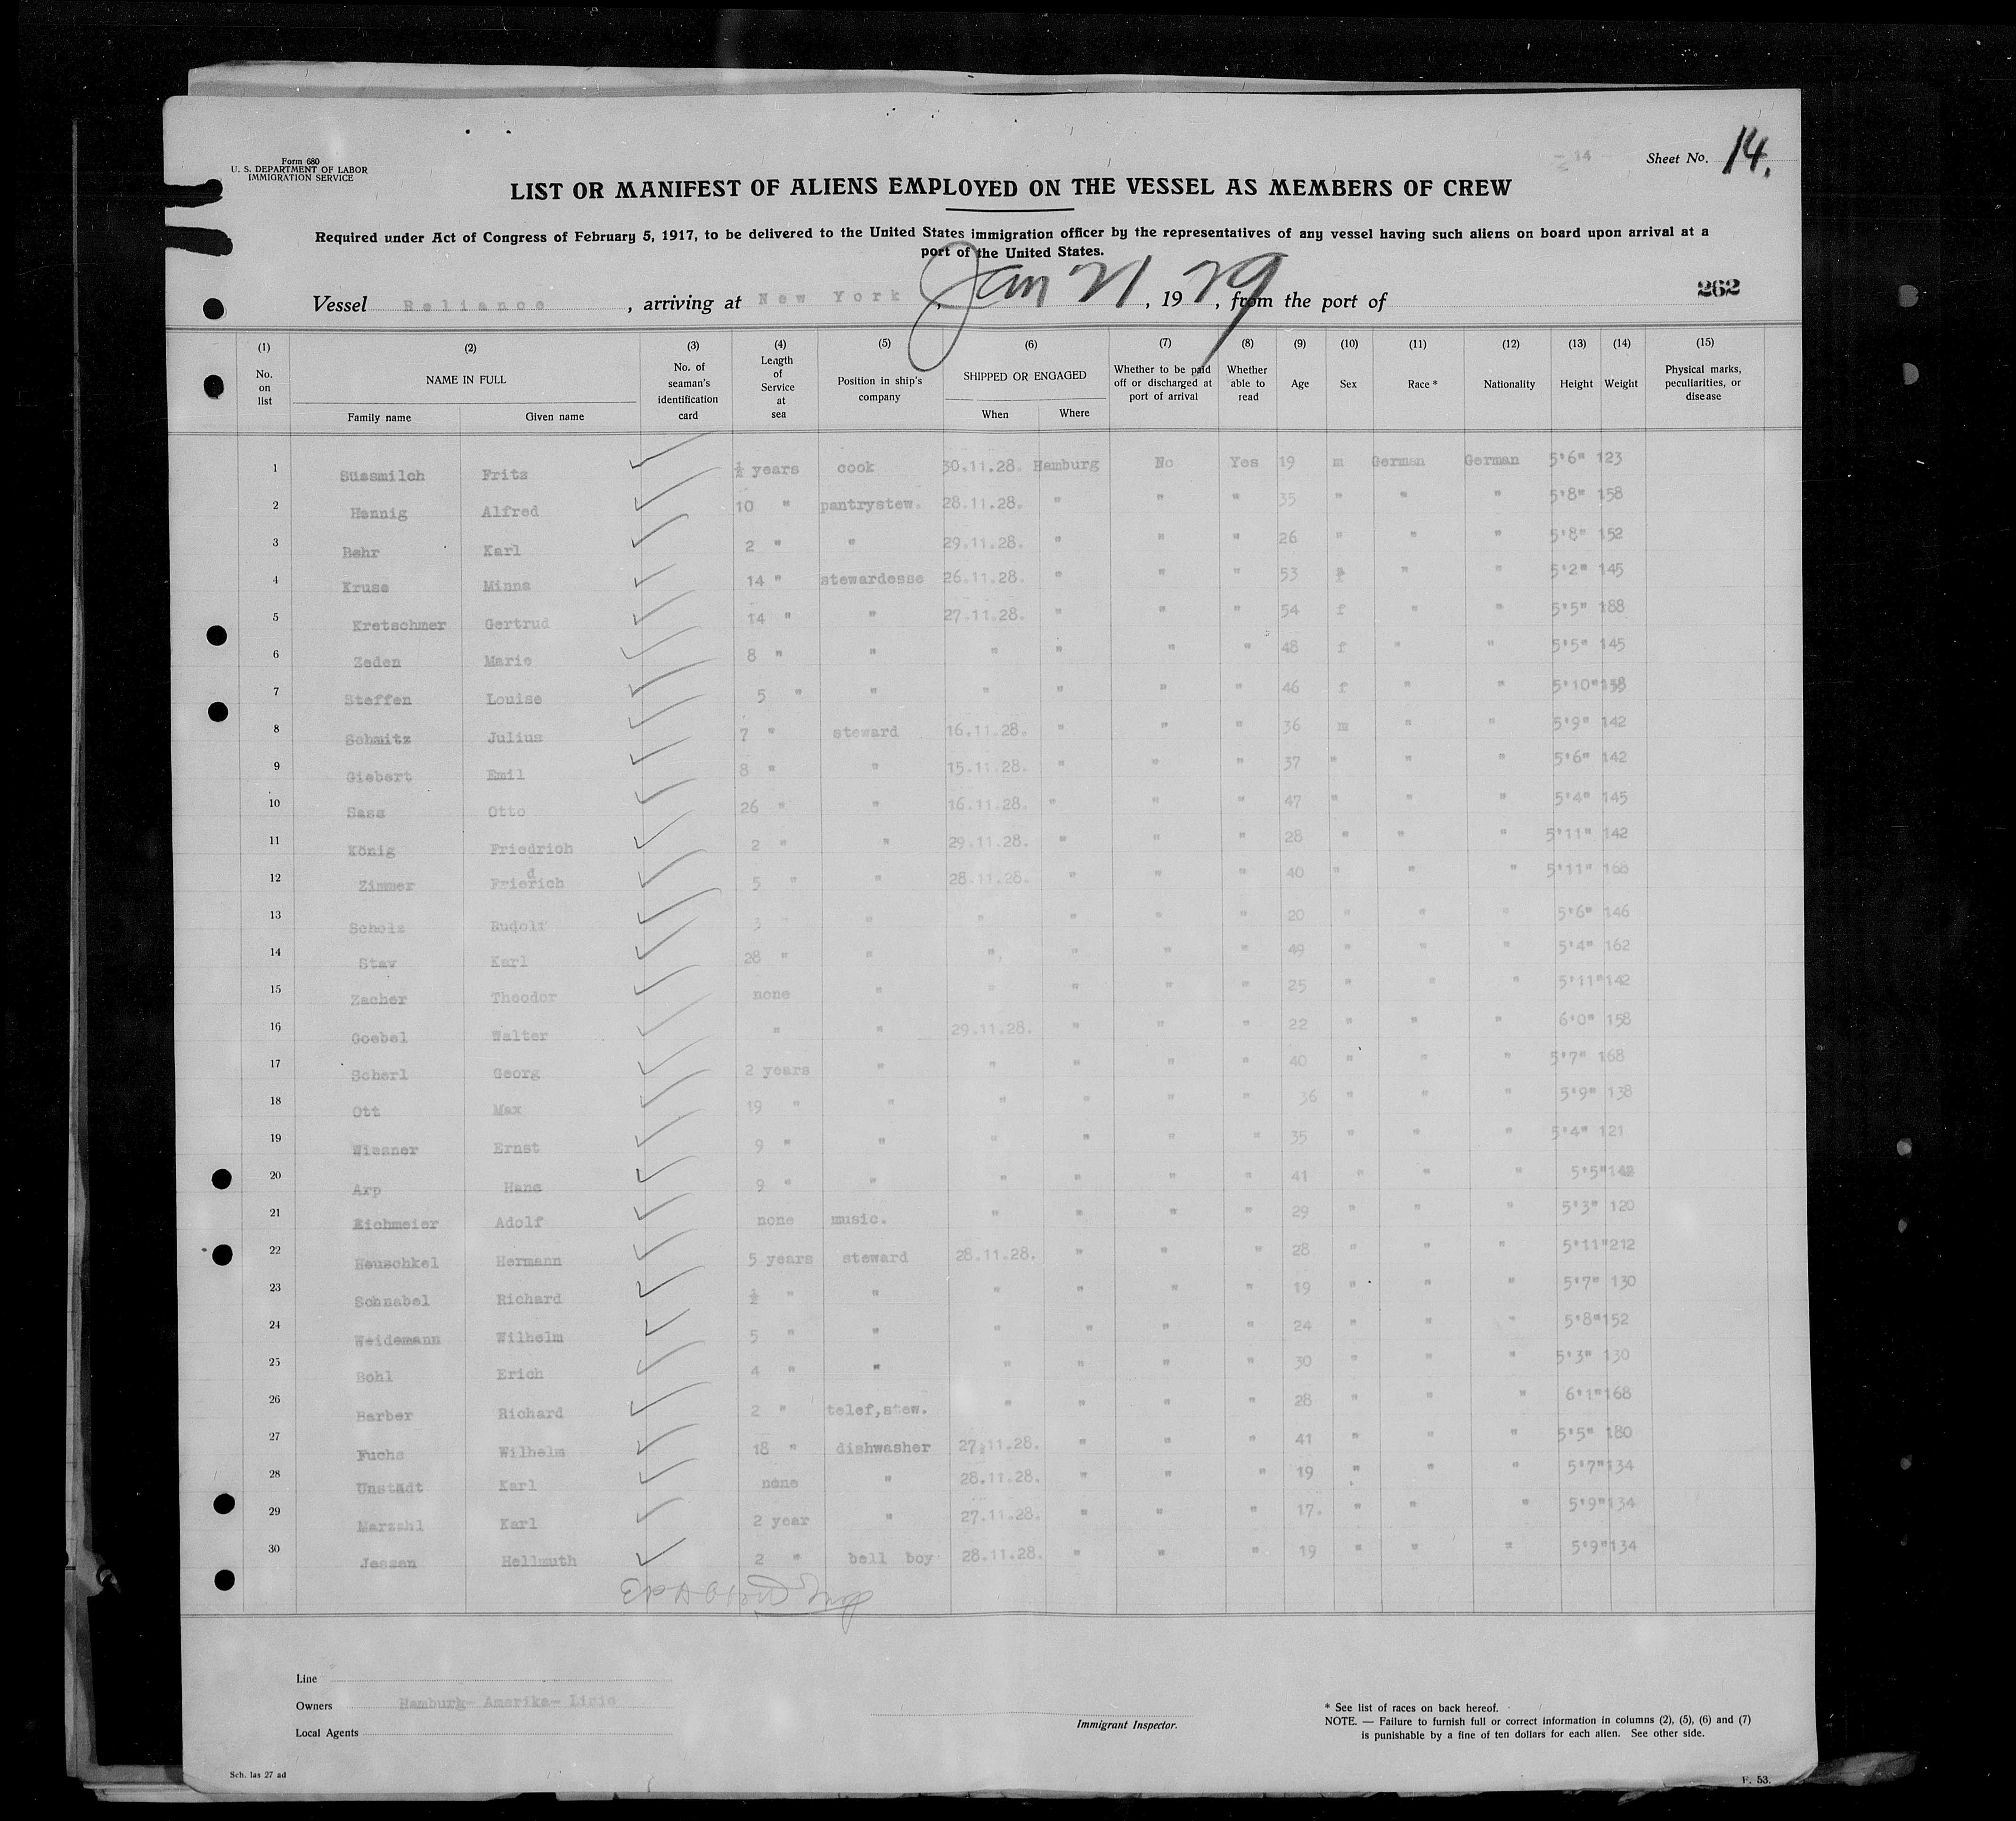 Form 680
U. S. DEPARTMENT OF LABOR
IMMIGRATION SERVICE
14
Sheet No. 14.
LIST OR MANIFEST OF ALIENS EMPLOYED ON THE VESSEL AS MEMBERS OF CREW
Required under Act of Congress of February 5, 1917, to be delivered to the United States immigration officer by the representatives of any vessel having such aliens on board upon arrival at a
port of the United States.
262
Vessel Reliance , arriving at New York , Jan 21 , 1929 , from the port of
(1) (2) (3) (4) (5) (6) (7) (8) (9) (10) (11) (12) (13) (14) (15)
No. on list NAME IN FULL Family name Given name No. of seaman's identification card Length of Service at sea Position in ship's company SHIPPED OR ENGAGED When Where Whether to be paid off or discharged at port of arrival Whether able to read Age Sex Race * Nationality Height Weight Physical marks, peculiarities, or disease
1 Süssmilch Fritz ½ years cook 30.11.28. Hamburg No Yes 19 m German German 5'6" 123
2 Hennig Alfred 10 " pantrystew. 28.11.28. " " " 35 " " " 5'8" 158
3 Behr Karl 2 " " 29.11.28. " " " 26 " " " 5'8" 152
4 Kruse Minna 14 " stewardesse 26.11.28. " " " 53 f " " 5'2" 145
5 Kretschmer Gertrud 14 " " 27.11.28. " " " 54 f " " 5'5" 188
6 Zeden Marie 8 " " " " " " 48 f " " 5'5" 145
7 Steffen Louise 5 " " " " " " 46 f " " 5'10" 158
8 Schmitz Julius 7 " steward 16.11.28. " " " 36 m " " 5'9" 142
9 Giebert Emil 8 " " 15.11.28. " " " 37 " " " 5'6" 142
10 Sass Otto 26 " " 16.11.28. " " " 47 " " " 5'4" 145
11 König Friedrich 2 " " 29.11.28. " " " 28 " " " 5'11" 142
12 Zimmer Friedrich 5 " " 28.11.28. " " " 40 " " " 5'11" 168
13 Scholz Rudolf 3 " " " " " " 20 " " " 5'6" 146
14 Stav Karl 28 " " " " " " 49 " " " 5'4" 162
15 Zacher Theodor none " " " " " 25 " " " 5'11" 142
16 Goebel Walter " " 29.11.28. " " " 22 " " " 6'0" 158
17 Scherl Georg 2 years " " " " " 40 " " " 5'7" 168
18 Ott Max 19 " " " " " " 36 " " " 5'9" 138
19 Wiesner Ernst 9 " " " " " " 35 " " " 5'4" 121
20 Arp Hans 9 " " " " " " 41 " " " 5'5" 142
21 Eichmeier Adolf none music. " " " " 29 " " " 5'3" 120
22 Heuschkel Hermann 5 years steward 28.11.28. " " " 28 " " " 5'11" 212
23 Schnabel Richard ½ " " " " " " 19 " " " 5'7" 130
24 Weidemann Wilhelm 5 " " " " " " 24 " " " 5'8" 152
25 Bohl Erich 4 " " " " " " 30 " " " 5'3" 130
26 Berber Richard 2 " telef,stew. " " " " 28 " " " 6'1" 168
27 Fuchs Wilhelm 18 " dishwasher 27.11.28. " " " 41 " " " 5'5" 180
28 Unstädt Karl none " 28.11.28. " " " 19 " " " 5'7" 134
29 Marzahl Karl 2 year " 27.11.28. " " " 17. " " " 5'9" 134
30 Jessen Hellmuth 2 " bell boy 28.11.28. " " " 19 " " " 5'9" 134
Line
Owners Hamburg- Amerika- Linie
Local Agents
Immigrant Inspector.
* See list of races on back hereof.
NOTE. — Failure to furnish full or correct information in columns (2), (5), (6) and (7)
is punishable by a fine of ten dollars for each alien. See other side.
Sch. las 27 ad
F. 53.